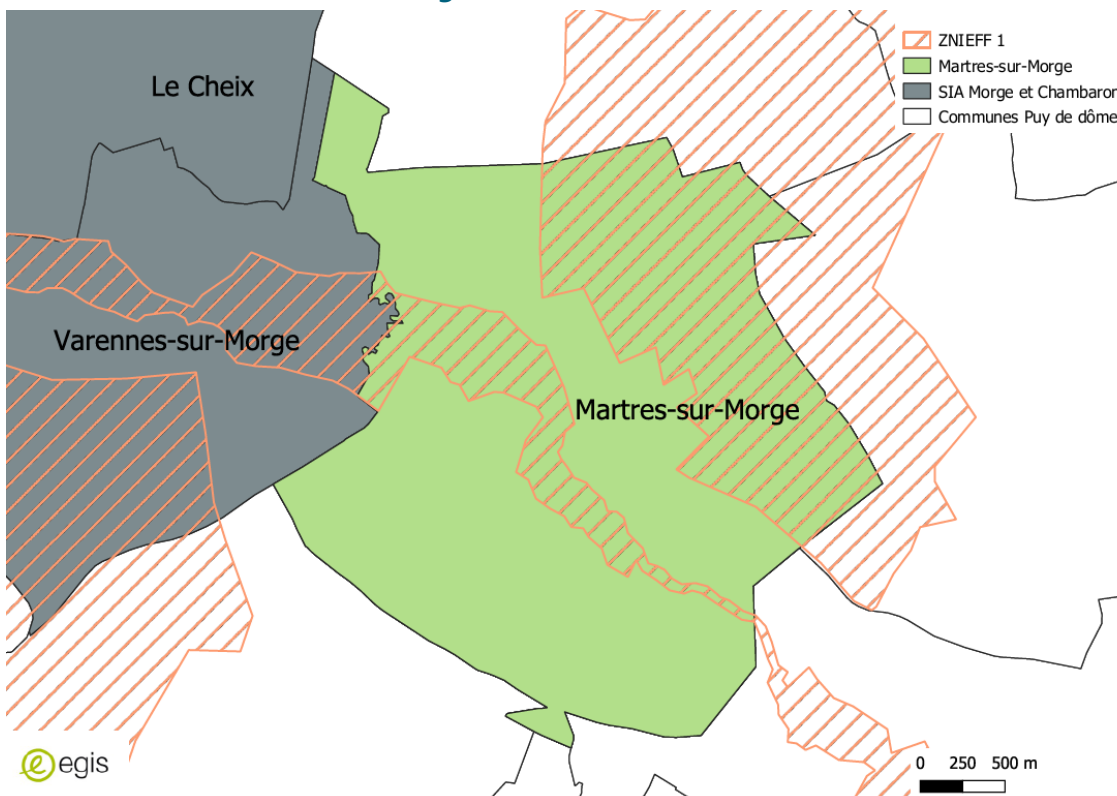 Le Cheix
Varennes-sur-Morge
Martres-sur-Morge
ZNIEFF 1
Martres-sur-Morge
SIA Morge et Chambaron
Communes Puy de dôme
egis
0 250 500 m